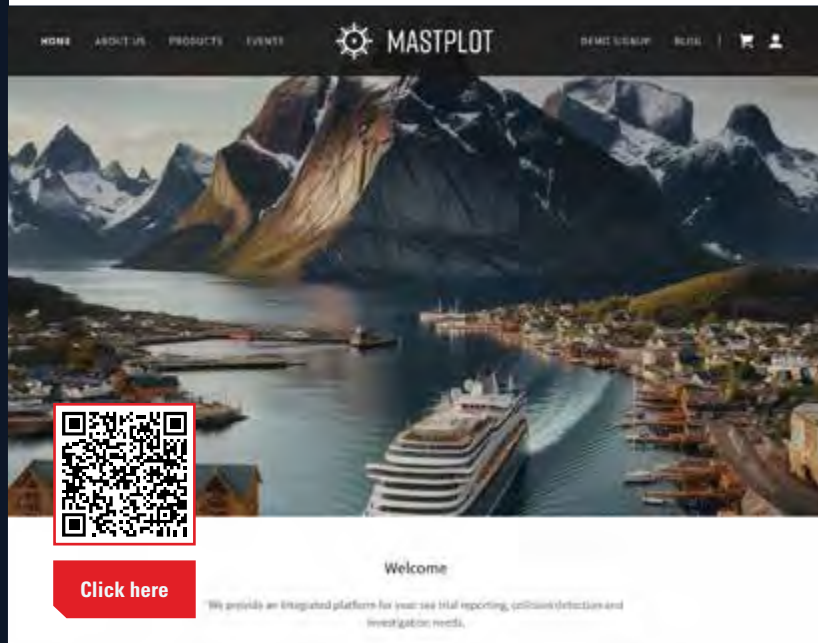 HOME ABOUT US PRODUCTS EVENTS MASTPLOT DEMO SIGNUP BLOG |
Welcome
We provide an integrated platform for your sea trial reporting, collision detection and
investigation needs.
Click here